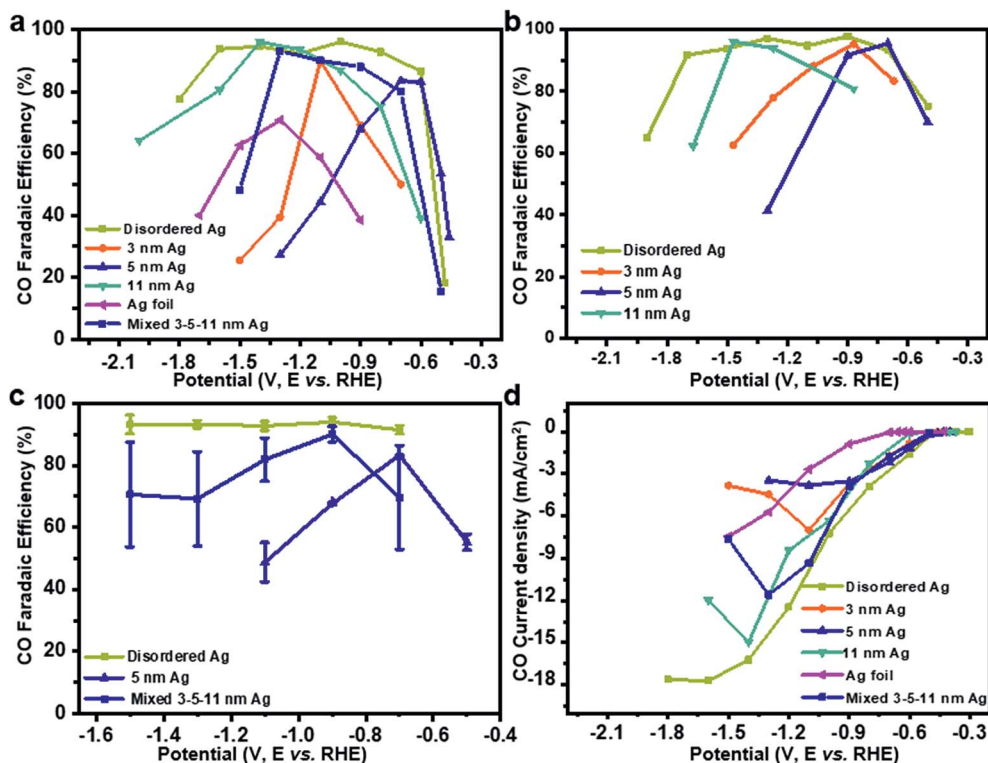 a
CO Faradaic Efficiency (%)
100
80
60
40
20
0
Disordered Ag
3 nm Ag
5 nm Ag
11 nm Ag
Ag foil
Mixed 3-5-11 nm Ag
-2.1 -1.8 -1.5 -1.2 -0.9 -0.6 -0.3
Potential (V, E vs. RHE)
b
CO Faradaic Efficiency (%)
100
80
60
40
20
0
Disordered Ag
3 nm Ag
5 nm Ag
11 nm Ag
-2.1 -1.8 -1.5 -1.2 -0.9 -0.6 -0.3
Potential (V, E vs. RHE)
c
CO Faradaic Efficiency (%)
100
80
60
40
20
0
Disordered Ag
5 nm Ag
Mixed 3-5-11 nm Ag
-1.6 -1.4 -1.2 -1.0 -0.8 -0.6 -0.4
Potential (V, E vs. RHE)
d
CO Current density (mA/cm²)
0
-3
-6
-9
-12
-15
-18
Disordered Ag
3 nm Ag
5 nm Ag
11 nm Ag
Ag foil
Mixed 3-5-11 nm Ag
-2.1 -1.8 -1.5 -1.2 -0.9 -0.6 -0.3
Potential (V, E vs. RHE)